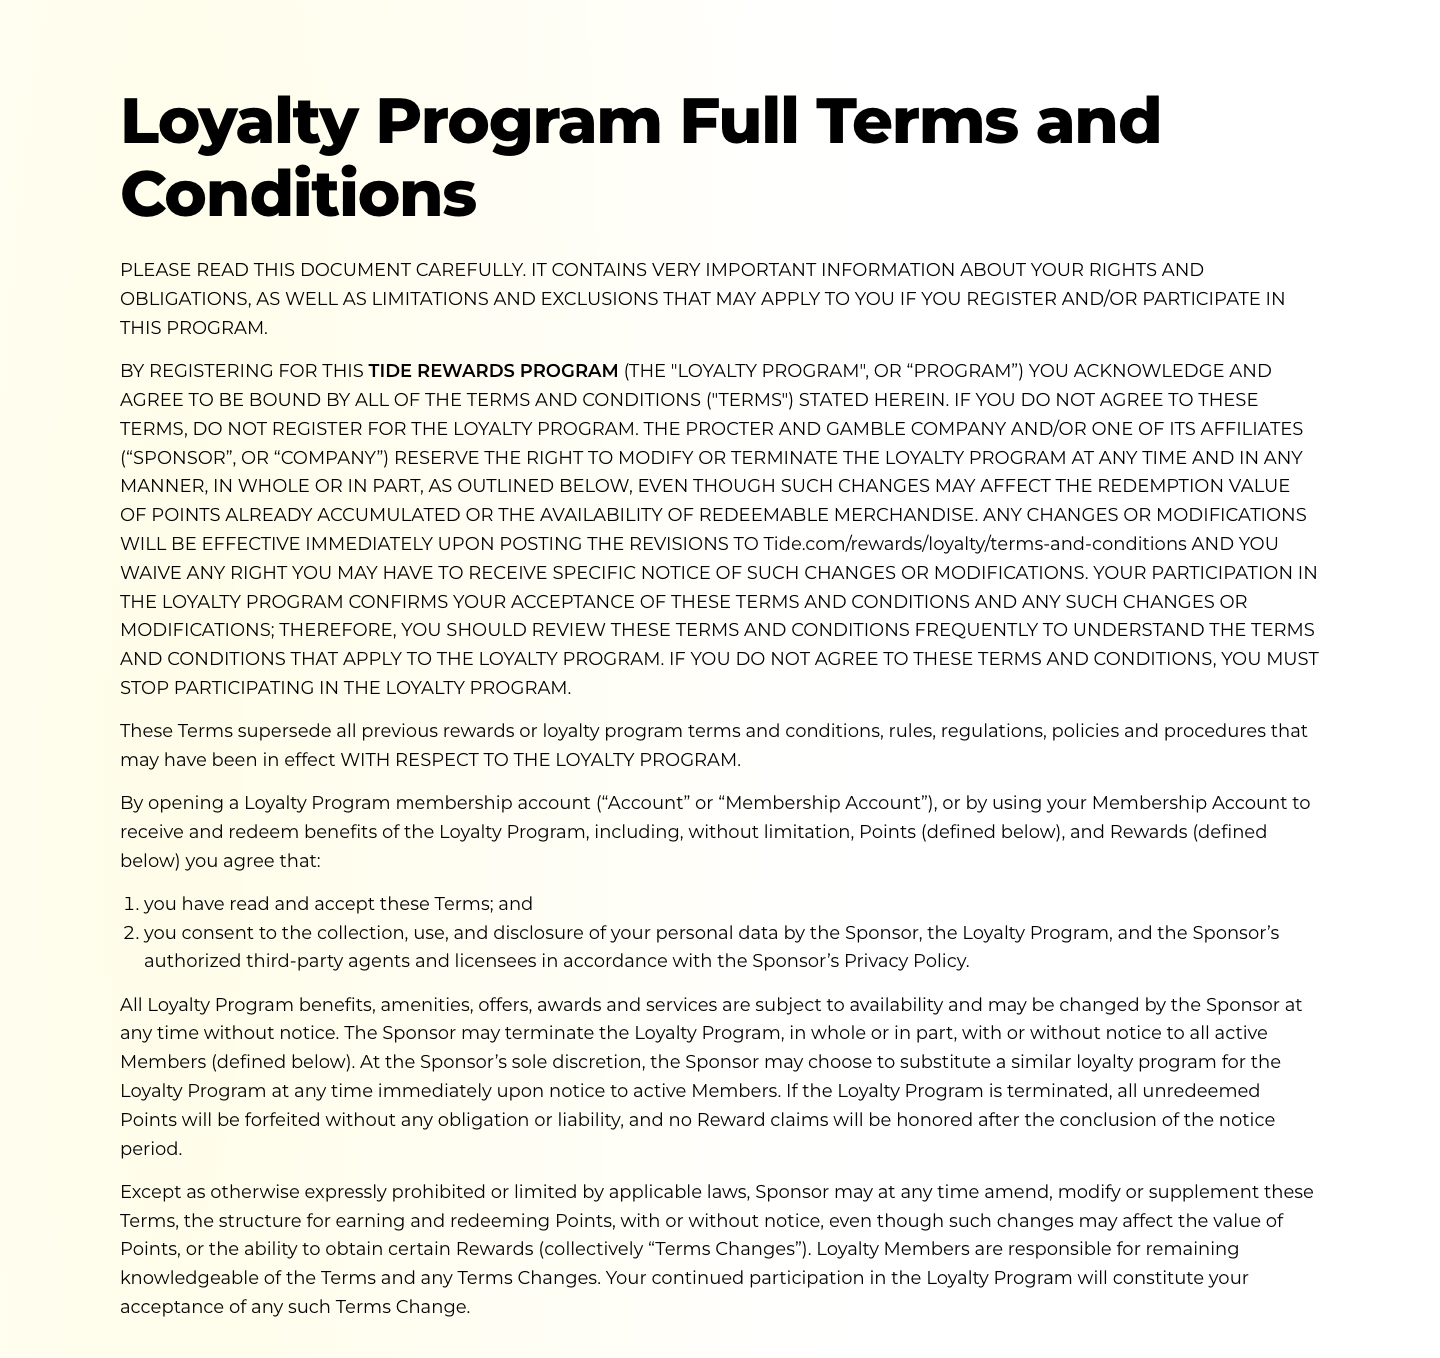 Loyalty Program Full Terms and
Conditions
PLEASE READ THIS DOCUMENT CAREFULLY. IT CONTAINS VERY IMPORTANT INFORMATION ABOUT YOUR RIGHTS AND
OBLIGATIONS, AS WELL AS LIMITATIONS AND EXCLUSIONS THAT MAY APPLY TO YOU IF YOU REGISTER AND/OR PARTICIPATE IN
THIS PROGRAM.
BY REGISTERING FOR THIS TIDE REWARDS PROGRAM (THE "LOYALTY PROGRAM", OR “PROGRAM”) YOU ACKNOWLEDGE AND
AGREE TO BE BOUND BY ALL OF THE TERMS AND CONDITIONS ("TERMS") STATED HEREIN. IF YOU DO NOT AGREE TO THESE
TERMS, DO NOT REGISTER FOR THE LOYALTY PROGRAM. THE PROCTER AND GAMBLE COMPANY AND/OR ONE OF ITS AFFILIATES
(“SPONSOR”, OR “COMPANY”) RESERVE THE RIGHT TO MODIFY OR TERMINATE THE LOYALTY PROGRAM AT ANY TIME AND IN ANY
MANNER, IN WHOLE OR IN PART, AS OUTLINED BELOW, EVEN THOUGH SUCH CHANGES MAY AFFECT THE REDEMPTION VALUE
OF POINTS ALREADY ACCUMULATED OR THE AVAILABILITY OF REDEEMABLE MERCHANDISE. ANY CHANGES OR MODIFICATIONS
WILL BE EFFECTIVE IMMEDIATELY UPON POSTING THE REVISIONS TO Tide.com/rewards/loyalty/terms-and-conditions AND YOU
WAIVE ANY RIGHT YOU MAY HAVE TO RECEIVE SPECIFIC NOTICE OF SUCH CHANGES OR MODIFICATIONS. YOUR PARTICIPATION IN
THE LOYALTY PROGRAM CONFIRMS YOUR ACCEPTANCE OF THESE TERMS AND CONDITIONS AND ANY SUCH CHANGES OR
MODIFICATIONS; THEREFORE, YOU SHOULD REVIEW THESE TERMS AND CONDITIONS FREQUENTLY TO UNDERSTAND THE TERMS
AND CONDITIONS THAT APPLY TO THE LOYALTY PROGRAM. IF YOU DO NOT AGREE TO THESE TERMS AND CONDITIONS, YOU MUST
STOP PARTICIPATING IN THE LOYALTY PROGRAM.
These Terms supersede all previous rewards or loyalty program terms and conditions, rules, regulations, policies and procedures that
may have been in effect WITH RESPECT TO THE LOYALTY PROGRAM.
By opening a Loyalty Program membership account (“Account” or “Membership Account”), or by using your Membership Account to
receive and redeem benefits of the Loyalty Program, including, without limitation, Points (defined below), and Rewards (defined
below) you agree that:
1. you have read and accept these Terms; and
2. you consent to the collection, use, and disclosure of your personal data by the Sponsor, the Loyalty Program, and the Sponsor’s
authorized third-party agents and licensees in accordance with the Sponsor’s Privacy Policy.
All Loyalty Program benefits, amenities, offers, awards and services are subject to availability and may be changed by the Sponsor at
any time without notice. The Sponsor may terminate the Loyalty Program, in whole or in part, with or without notice to all active
Members (defined below). At the Sponsor’s sole discretion, the Sponsor may choose to substitute a similar loyalty program for the
Loyalty Program at any time immediately upon notice to active Members. If the Loyalty Program is terminated, all unredeemed
Points will be forfeited without any obligation or liability, and no Reward claims will be honored after the conclusion of the notice
period.
Except as otherwise expressly prohibited or limited by applicable laws, Sponsor may at any time amend, modify or supplement these
Terms, the structure for earning and redeeming Points, with or without notice, even though such changes may affect the value of
Points, or the ability to obtain certain Rewards (collectively “Terms Changes”). Loyalty Members are responsible for remaining
knowledgeable of the Terms and any Terms Changes. Your continued participation in the Loyalty Program will constitute your
acceptance of any such Terms Change.